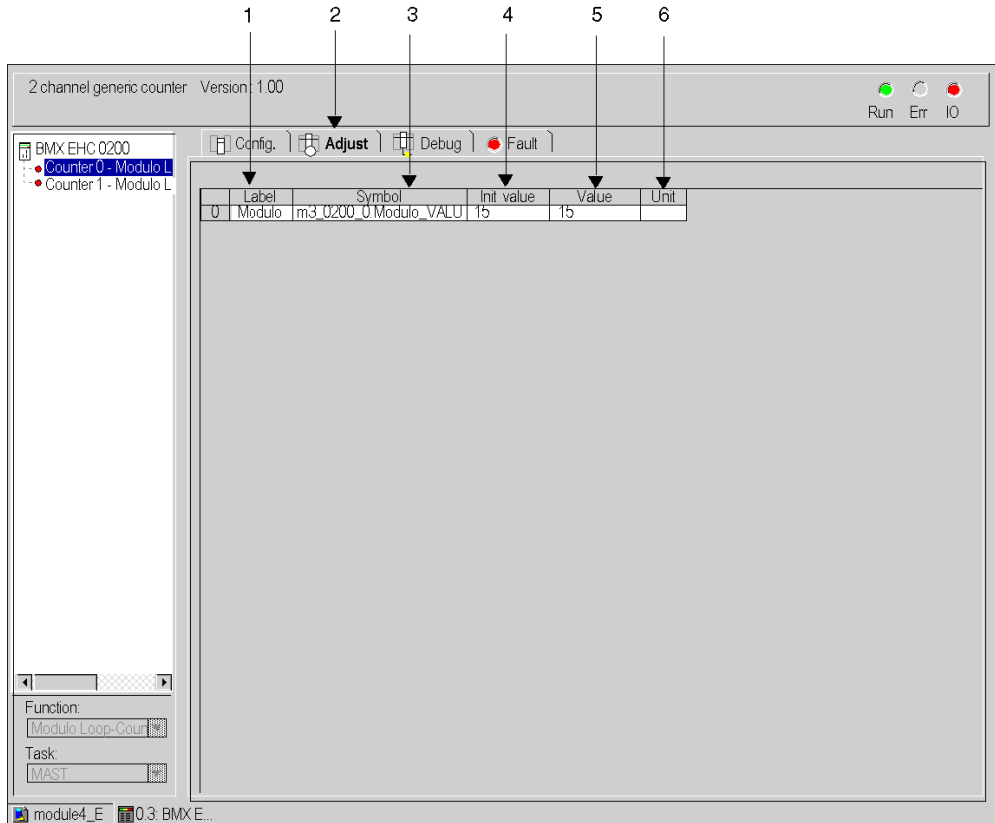 1 2 3 4 5 6
2 channel generic counter Version: 1.00
Run Err IO
BMX EHC 0200
Counter 0 - Modulo L
Counter 1 - Modulo L
Config. Adjust Debug Fault
Label Symbol Init value Value Unit
0 Modulo m3_0200_0.Modulo_VALU 15 15
Function:
Modulo Loop-Coun
Task:
MAST
module4_E 0.3: BMX E...